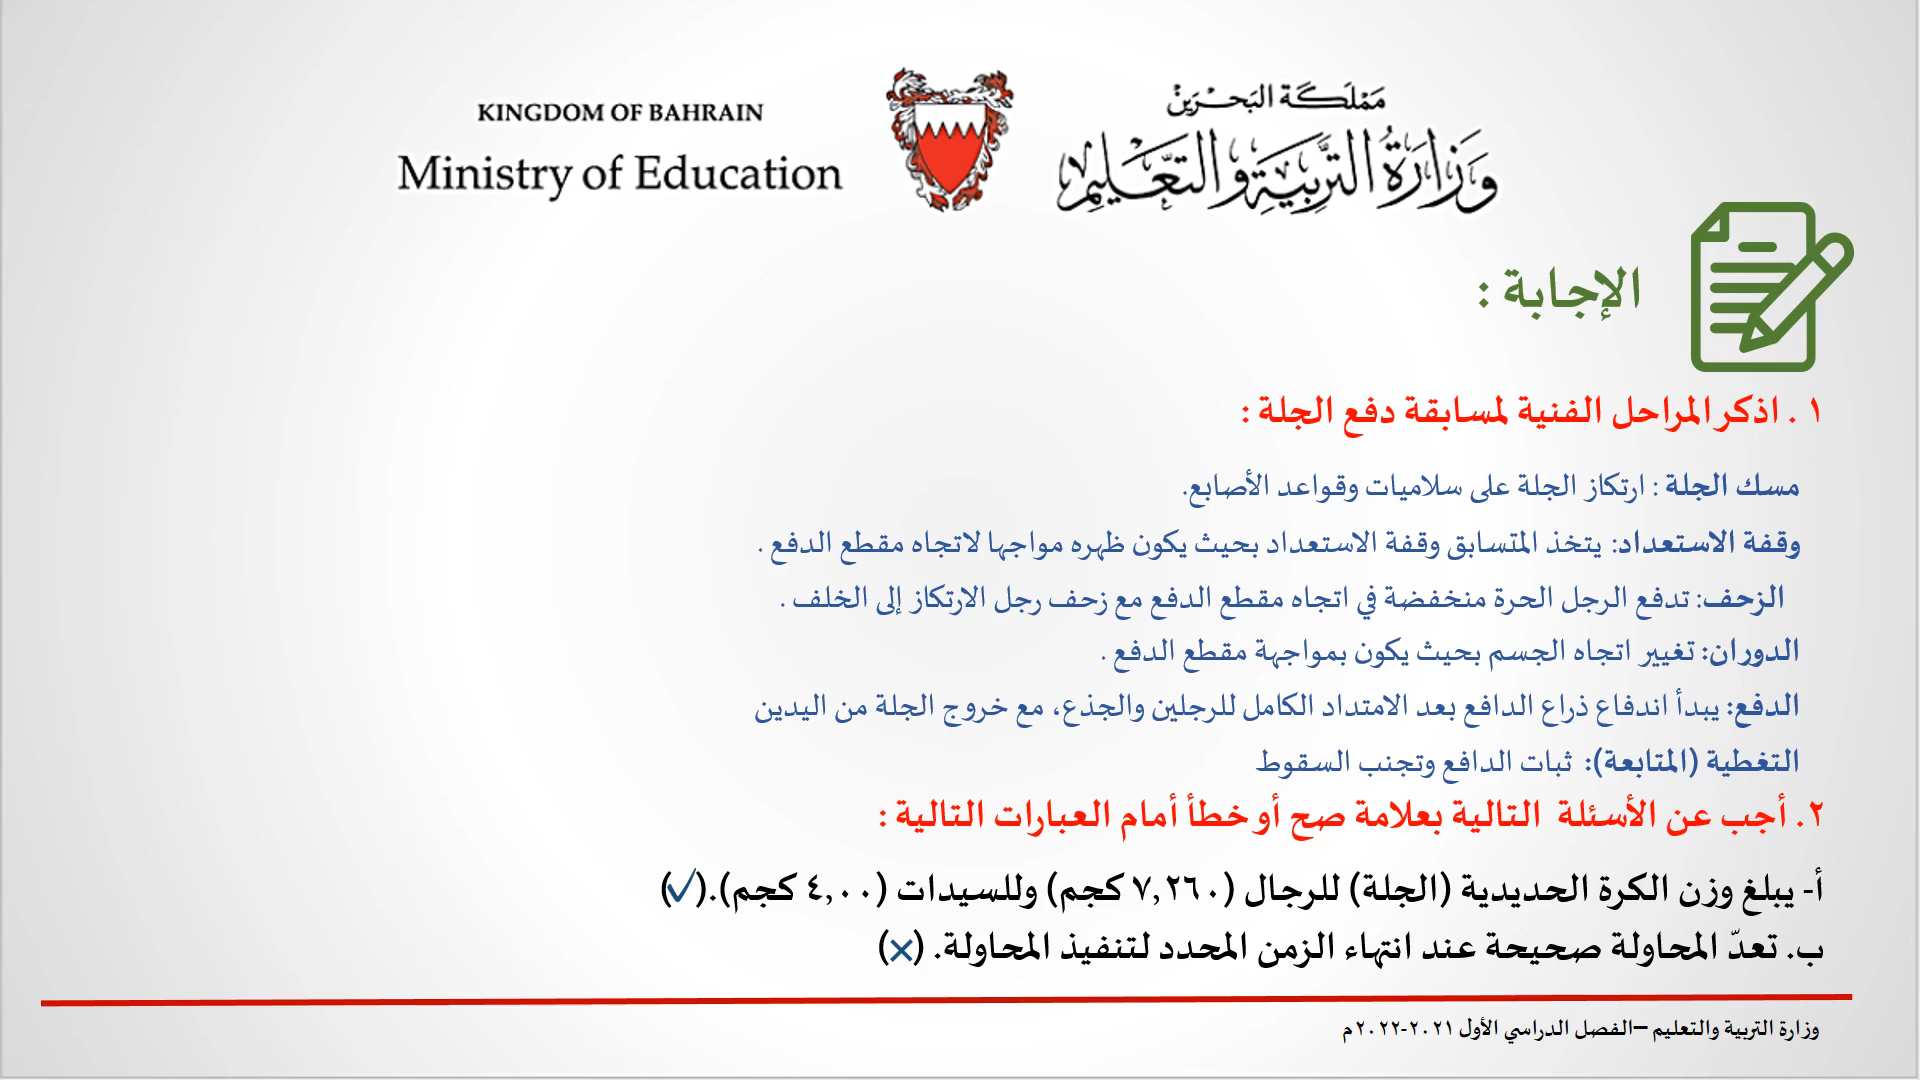 KINGDOM OF BAHRAIN
Ministry of Education
مملكة البحرين
وزارة التربية والتعليم
الإجابة :
١ . اذكر المراحل الفنية لمسابقة دفع الجلة :
مسك الجلة : ارتكاز الجلة على سلاميات وقواعد الأصابع.
وقفة الاستعداد: يتخذ المتسابق وقفة الاستعداد بحيث يكون ظهره مواجها لاتجاه مقطع الدفع .
الزحف: تدفع الرجل الحرة منخفضة في اتجاه مقطع الدفع مع زحف رجل الارتكاز إلى الخلف .
الدوران: تغيير اتجاه الجسم بحيث يكون بمواجهة مقطع الدفع .
الدفع: يبدأ اندفاع ذراع الدافع بعد الامتداد الكامل للرجلين والجذع، مع خروج الجلة من اليدين
التغطية (المتابعة): ثبات الدافع وتجنب السقوط
٢. أجب عن الأسئلة التالية بعلامة صح أو خطأ أمام العبارات التالية :
أ- يبلغ وزن الكرة الحديدية (الجلة) للرجال (٧,٢٦٠ كجم) وللسيدات (٤,٠٠ كجم).(✓)
ب. تعدّ المحاولة صحيحة عند انتهاء الزمن المحدد لتنفيذ المحاولة. (×)
وزارة التربية والتعليم –الفصل الدراسي الأول ٢٠٢١-٢٠٢٢م